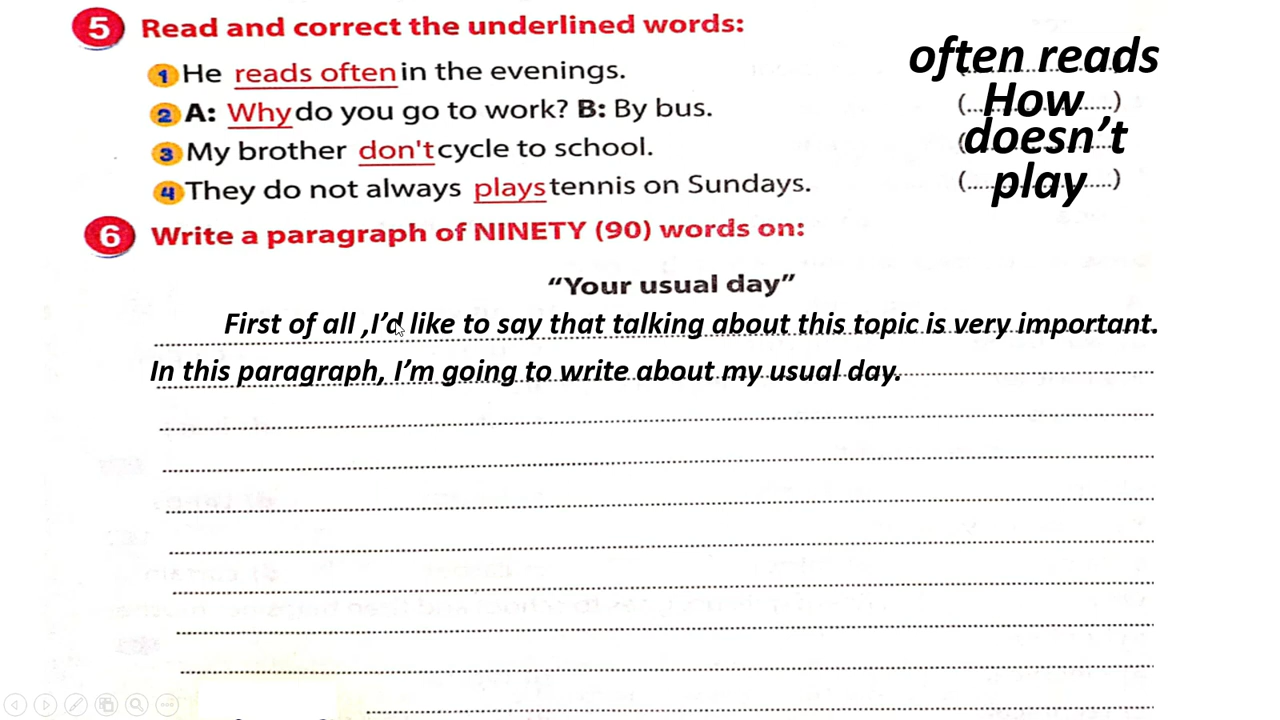 5 Read and correct the underlined words:
1 He reads often in the evenings. often reads
2 A: Why do you go to work? B: By bus. (...How......)
3 My brother don't cycle to school. (doesn’t
4 They do not always plays tennis on Sundays. (....play......)
6 Write a paragraph of NINETY (90) words on:
“Your usual day”
First of all ,I’d like to say that talking about this topic is very important.
In this paragraph, I’m going to write about my usual day.